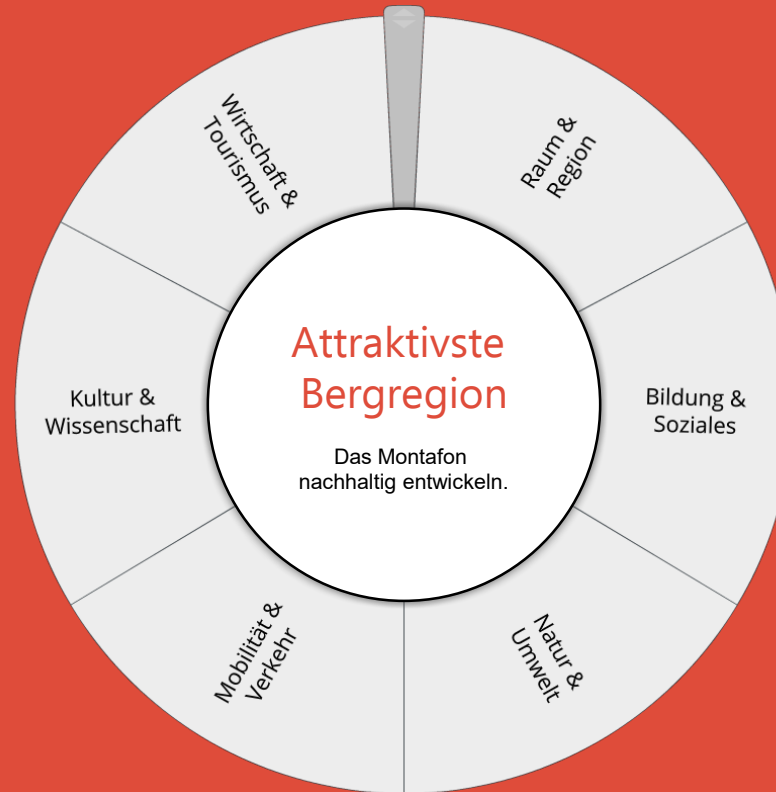 Attraktivste
Bergregion
Das Montafon
nachhaltig entwickeln.
Raum &
Region
Bildung &
Soziales
Natur &
Umwelt
Mobilität &
Verkehr
Kultur &
Wissenschaft
Wirtschaft &
Tourismus